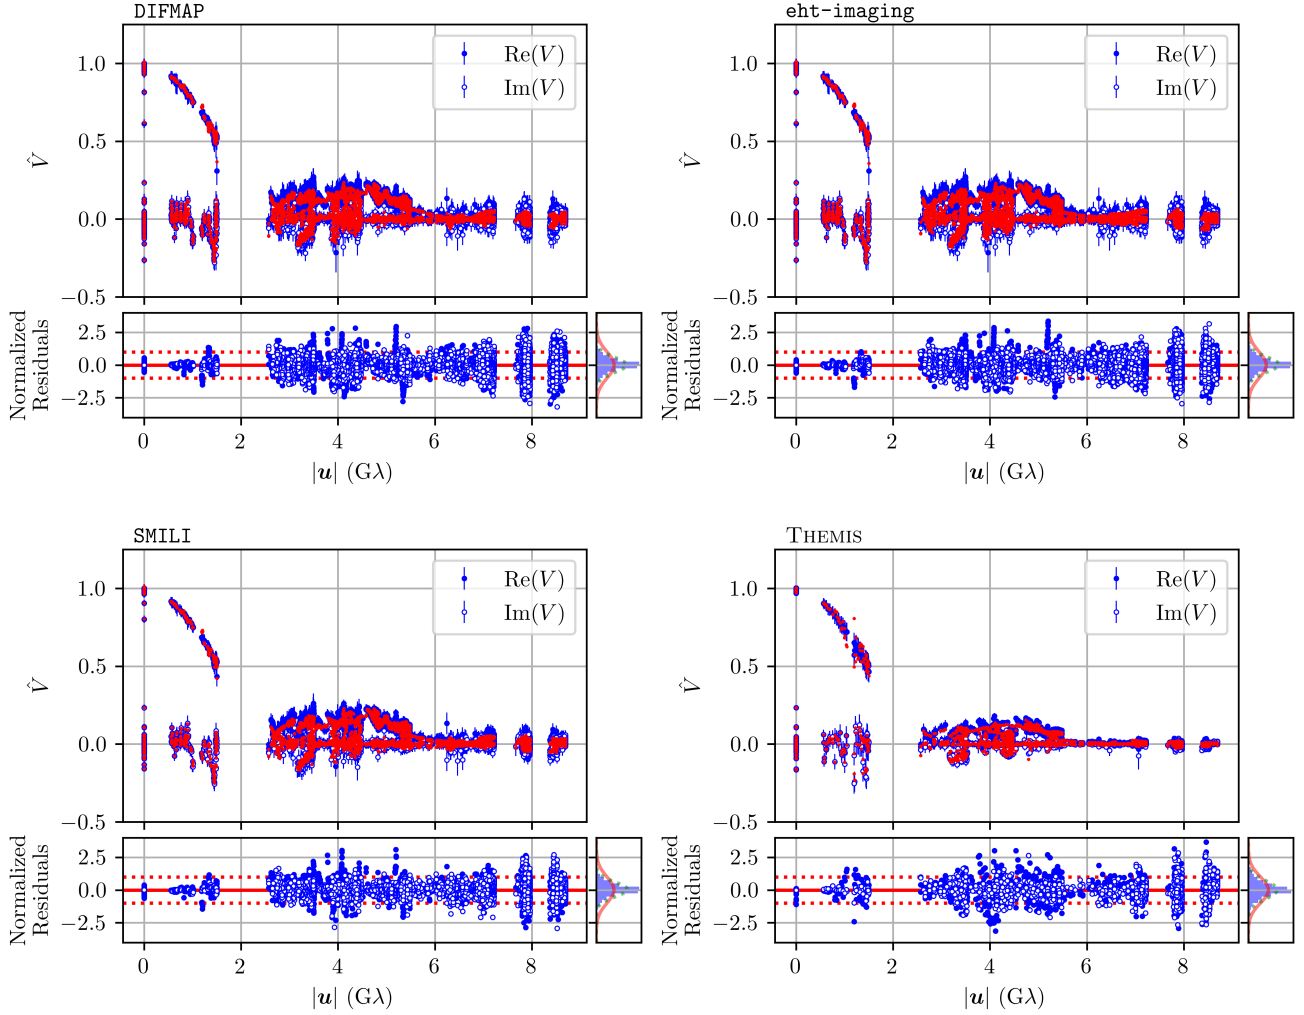 DIFMAP
Re(V)
Im(V)
1.0
0.5
0.0
−0.5
V̂
Normalized
Residuals
2.5
0.0
−2.5
0 2 4 6 8
|u| (Gλ)
eht-imaging
Re(V)
Im(V)
1.0
0.5
0.0
−0.5
V̂
Normalized
Residuals
2.5
0.0
−2.5
0 2 4 6 8
|u| (Gλ)
SMILI
Re(V)
Im(V)
1.0
0.5
0.0
−0.5
V̂
Normalized
Residuals
2.5
0.0
−2.5
0 2 4 6 8
|u| (Gλ)
THEMIS
Re(V)
Im(V)
1.0
0.5
0.0
−0.5
V̂
Normalized
Residuals
2.5
0.0
−2.5
0 2 4 6 8
|u| (Gλ)